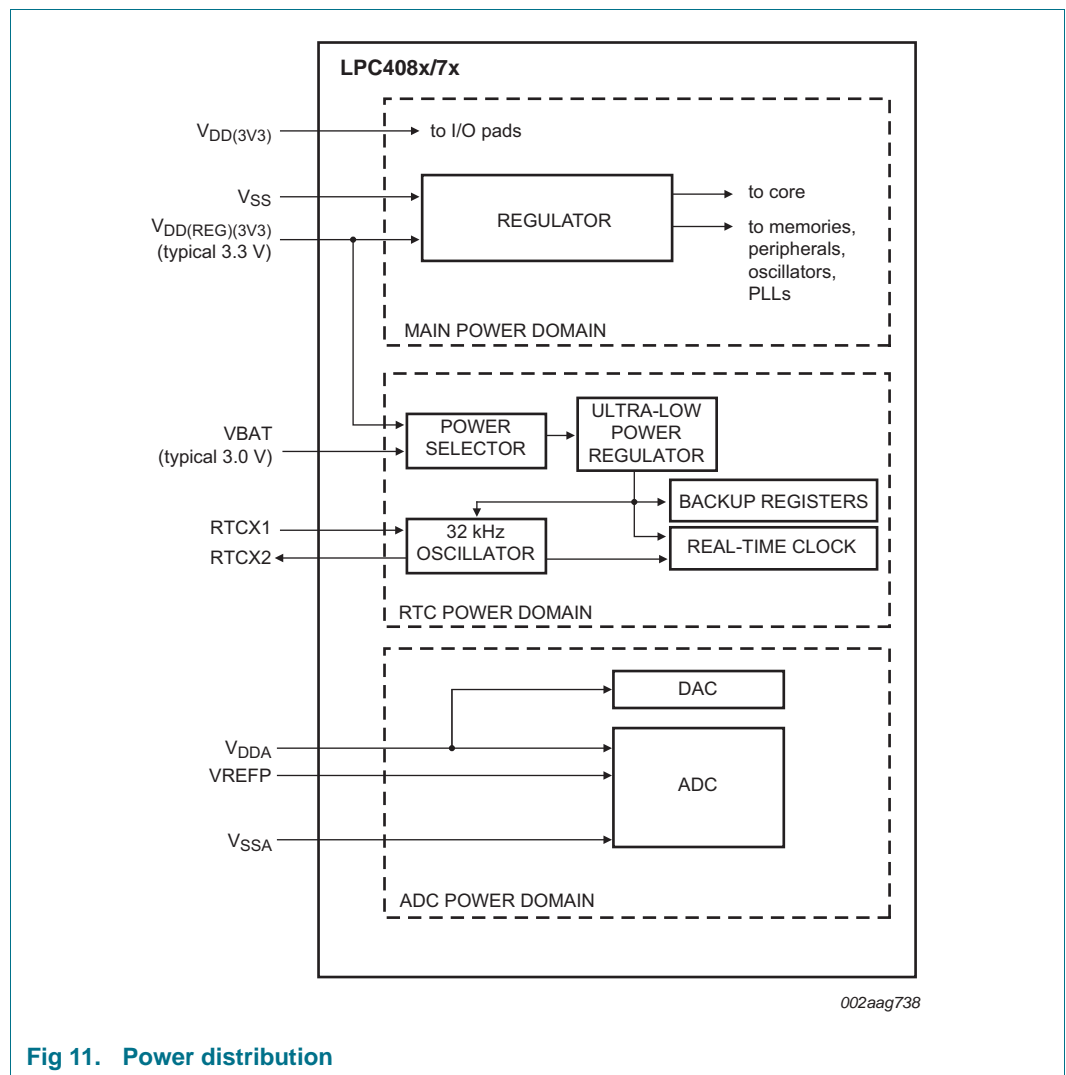 LPC408x/7x
VDD(3V3)
to I/O pads
VSS
REGULATOR
to core
VDD(REG)(3V3)
(typical 3.3 V)
to memories,
peripherals,
oscillators,
PLLs
MAIN POWER DOMAIN
VBAT
(typical 3.0 V)
POWER
SELECTOR
ULTRA-LOW
POWER
REGULATOR
BACKUP REGISTERS
RTCX1
RTCX2
32 kHz
OSCILLATOR
REAL-TIME CLOCK
RTC POWER DOMAIN
DAC
VDDA
VREFP
ADC
VSSA
ADC POWER DOMAIN
002aag738
Fig 11. Power distribution